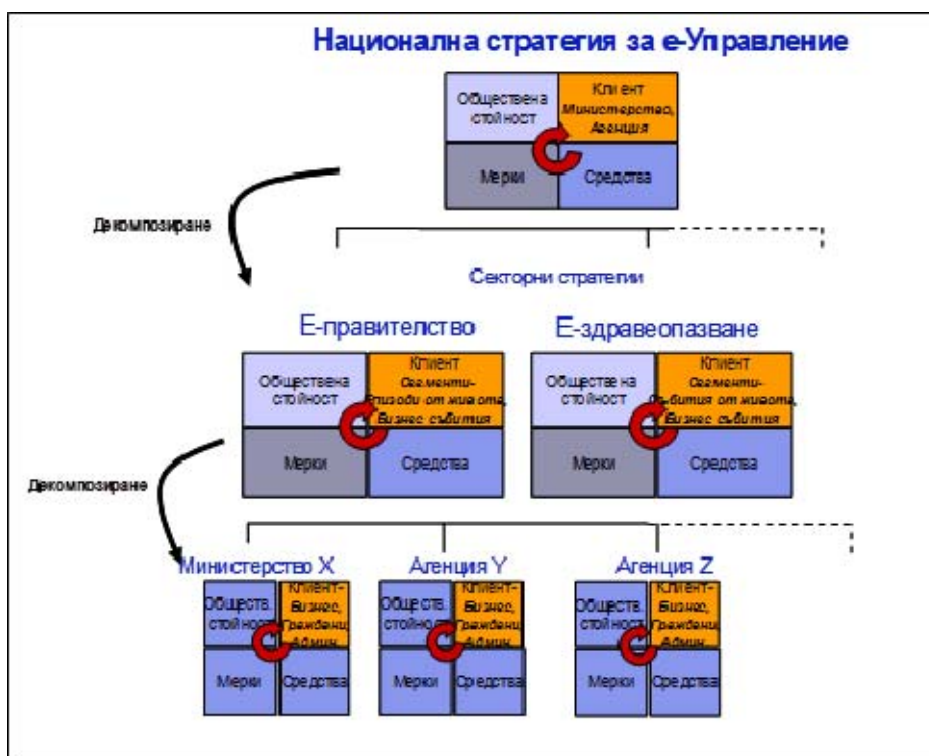 Национална стратегия за е-Управление
Обществена
стойност
Клиент
Министерство,
Агенция
Мерки
Средства
Декомпозиране
Секторни стратегии
Е-правителство
Е-здравеопазване
Обществена
стойност
Клиент
Сегменти-
Епизоди от живота,
Бизнес събития
Мерки
Средства
Обществена
стойност
Клиент
Сегменти-
Събития от живота,
Бизнес събития
Мерки
Средства
Декомпозиране
Министерство X
Агенция Y
Агенция Z
Обществ.
стойност
Клиент-
Бизнес,
Граждени,
Админ.
Мерки
Средства
Обществ.
стойност
Клиент-
Бизнес,
Граждени,
Админ.
Мерки
Средства
Обществ.
стойност
Клиент-
Бизнес,
Граждени,
Админ.
Мерки
Средства